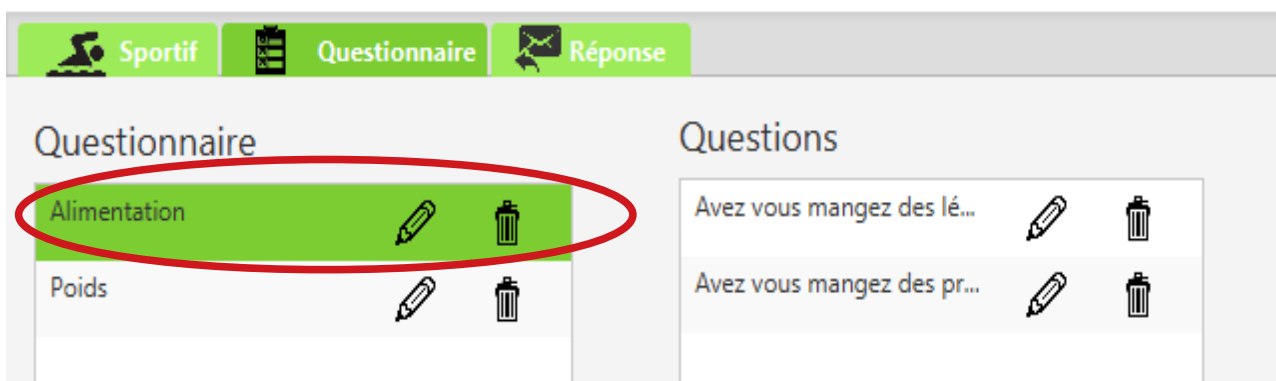 Sportif
Questionnaire
Réponse
Questionnaire
Questions
Alimentation
Poids
Avez vous mangez des lé...
Avez vous mangez des pr...